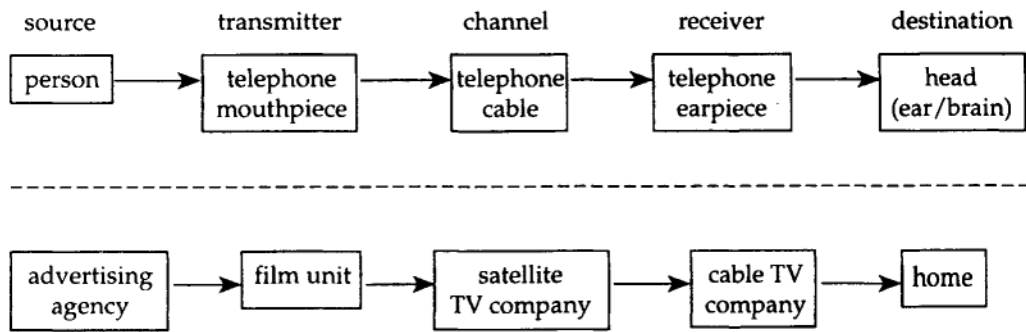 source transmitter channel receiver destination
person telephone mouthpiece telephone cable telephone earpiece head (ear/brain)
advertising agency film unit satellite TV company cable TV company home